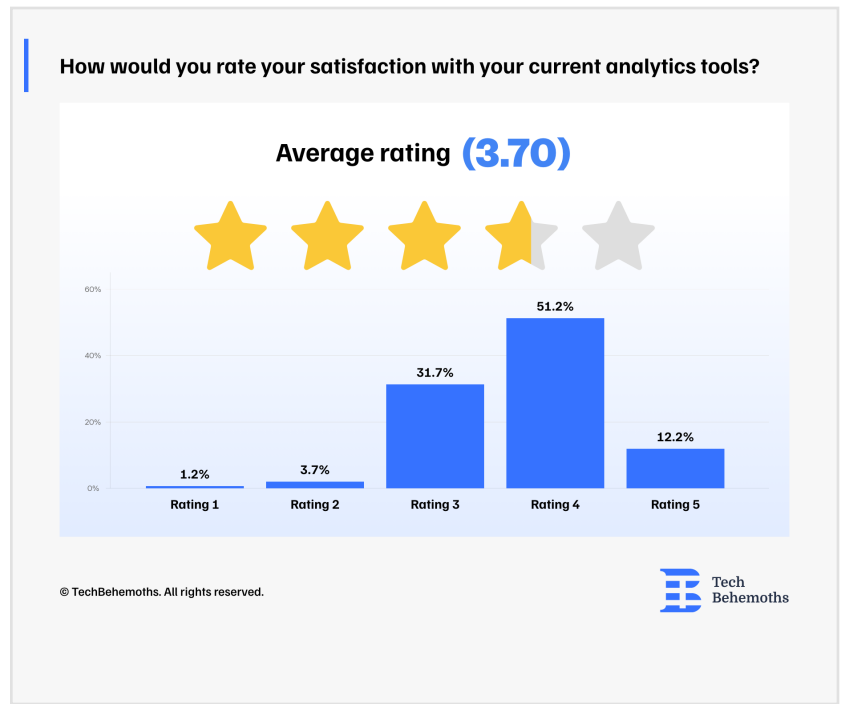 How would you rate your satisfaction with your current analytics tools?
Average rating (3.70)
60%
40%
20%
0%
1.2%
3.7%
31.7%
51.2%
12.2%
Rating 1
Rating 2
Rating 3
Rating 4
Rating 5
© TechBehemoths. All rights reserved.
Tech
Behemoths